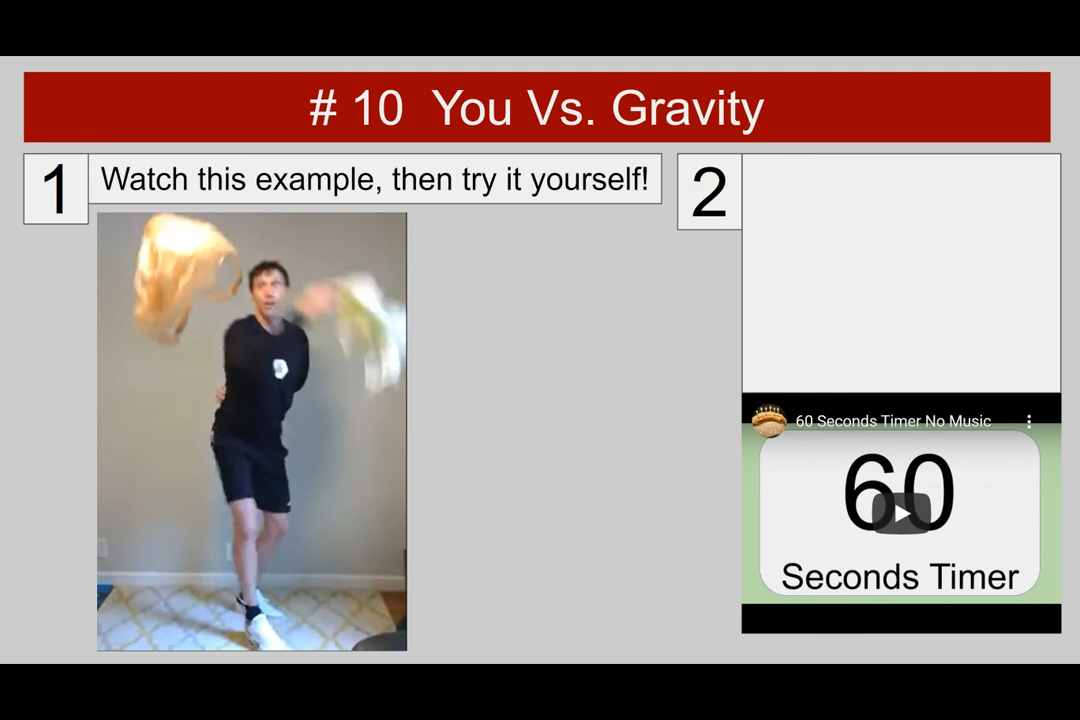 # 10 You Vs. Gravity
1
Watch this example, then try it yourself!
2
60 Seconds Timer No Music
60
Seconds Timer